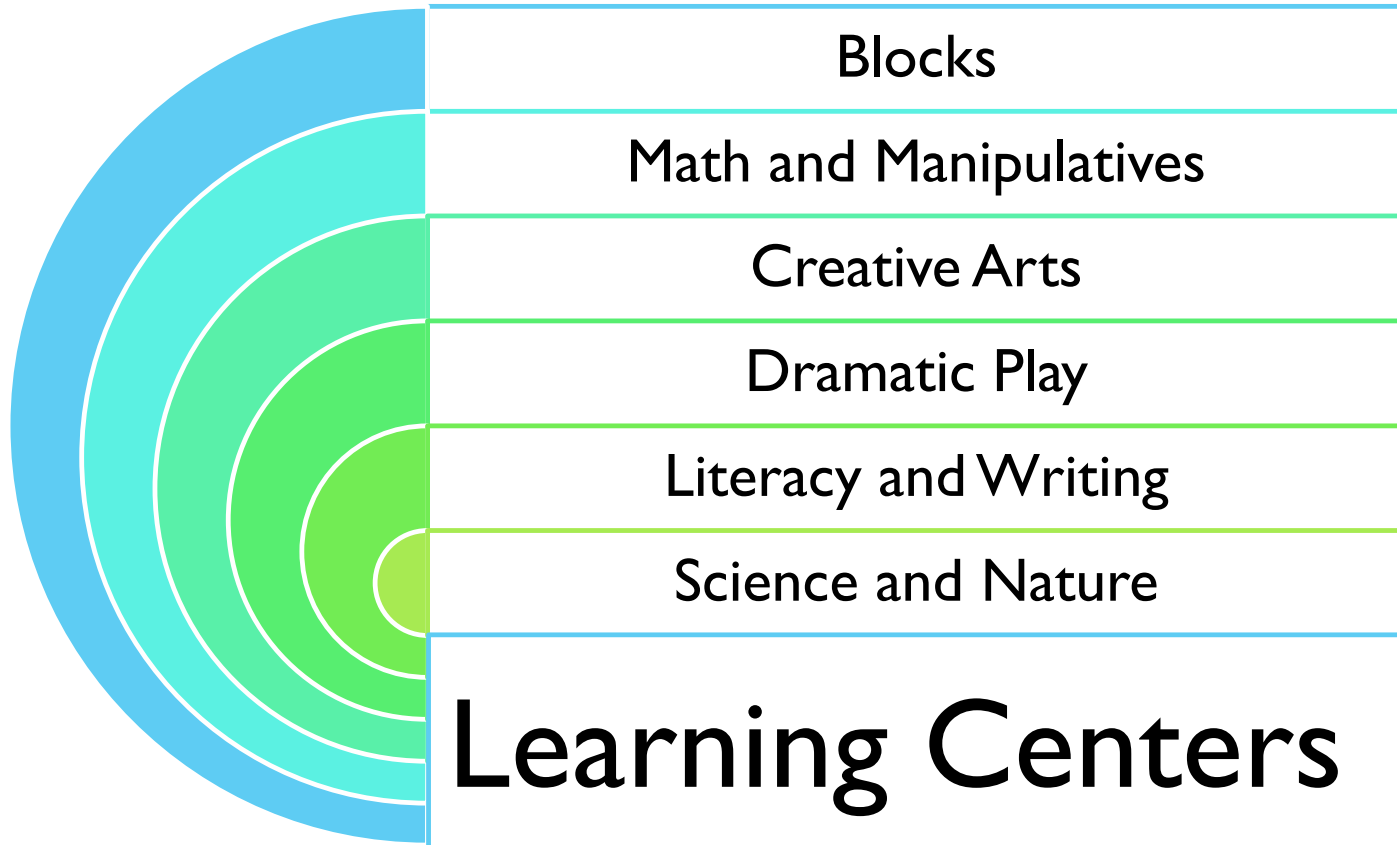 Blocks
Math and Manipulatives
Creative Arts
Dramatic Play
Literacy and Writing
Science and Nature
Learning Centers